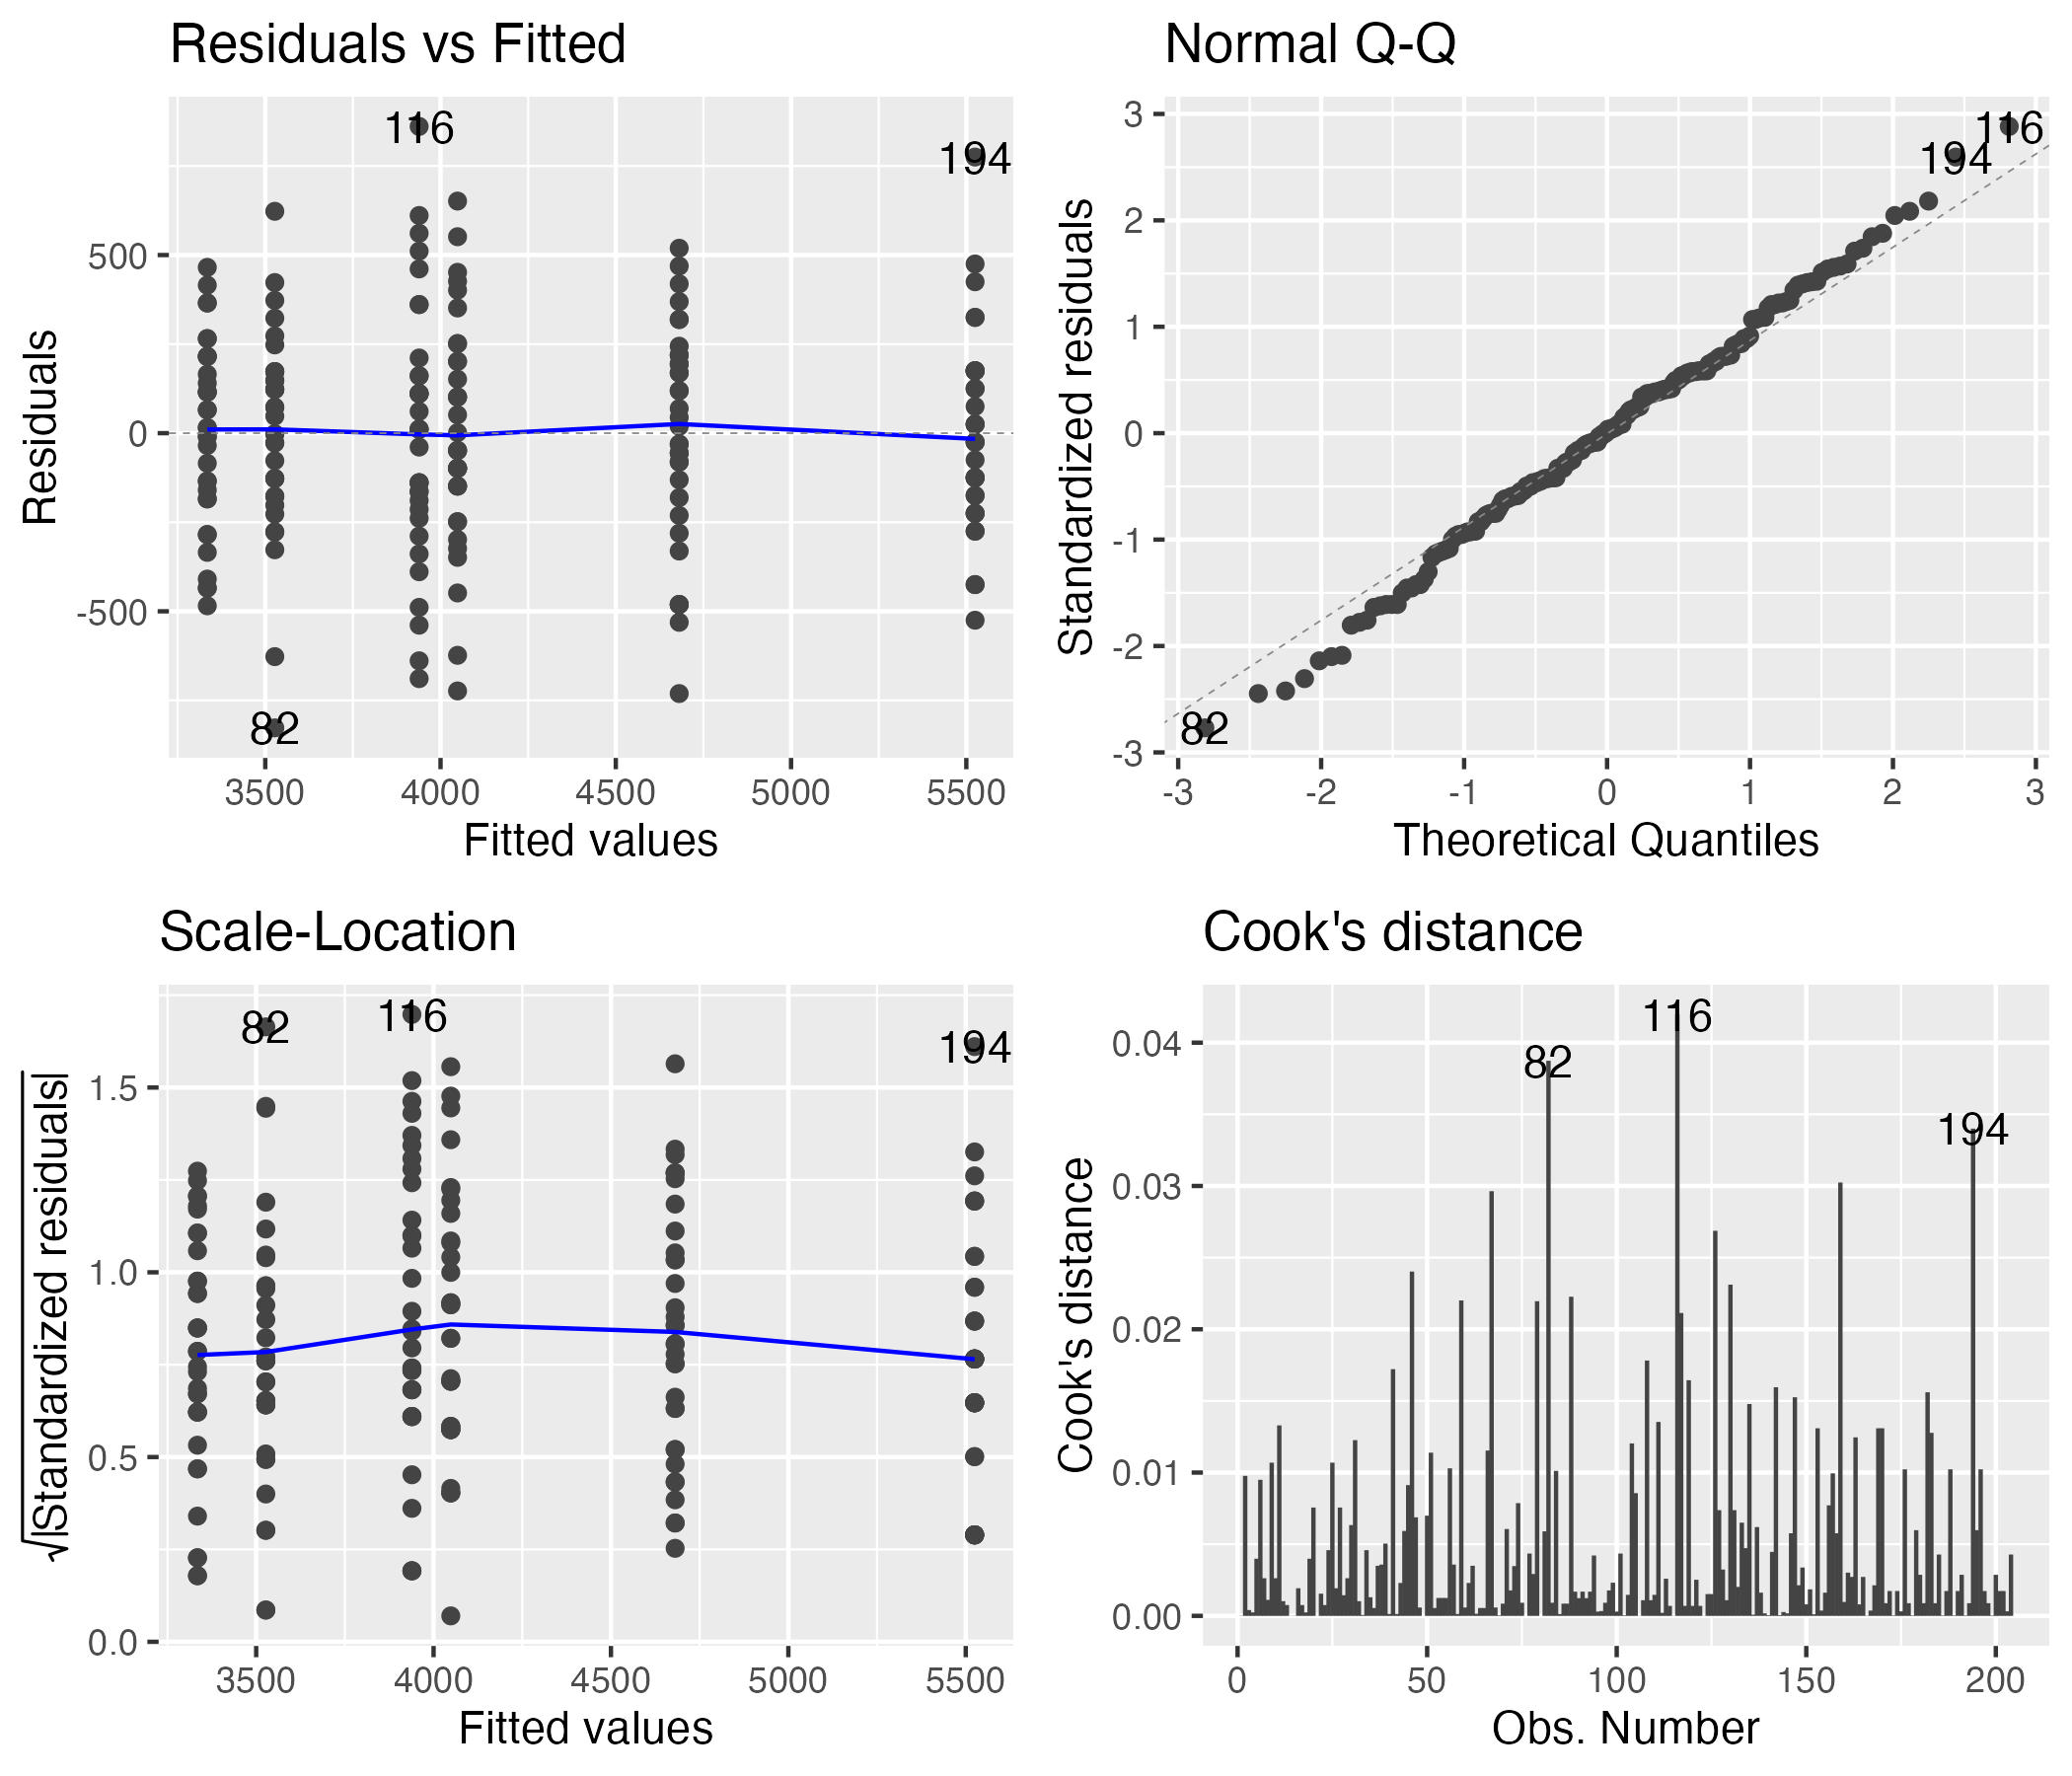 Residuals vs Fitted
116
194
82
500
0
-500
Residuals
3500 4000 4500 5000 5500
Fitted values
Normal Q-Q
116
194
82
3
2
1
0
-1
-2
-3
Standardized residuals
-3 -2 -1 0 1 2 3
Theoretical Quantiles
Scale-Location
82 116 194
1.5
1.0
0.5
0.0
√|Standardized residuals|
3500 4000 4500 5000 5500
Fitted values
Cook's distance
116
82
194
0.04
0.03
0.02
0.01
0.00
Cook's distance
0 50 100 150 200
Obs. Number